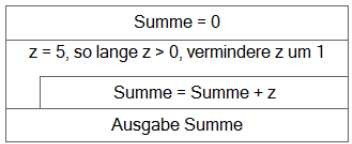 Summe = 0
z = 5, so lange z > 0, vermindere z um 1
Summe = Summe + z
Ausgabe Summe